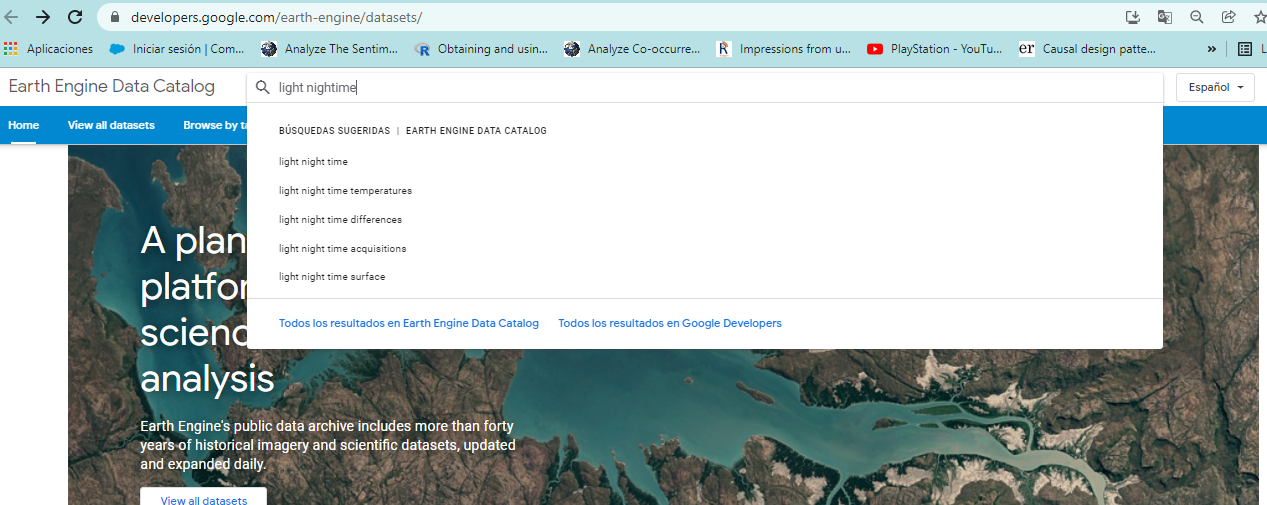 developers.google.com/earth-engine/datasets/
Aplicaciones Iniciar sesión | Com... Analyze The Sentim... Obtaining and usin... Analyze Co-occurre... Impressions from u... PlayStation - YouTu... er Causal design patte... » L
Earth Engine Data Catalog light nightime Español
Home View all datasets Browse by ta
BÚSQUEDAS SUGERIDAS | EARTH ENGINE DATA CATALOG
light night time
light night time temperatures
light night time differences
light night time acquisitions
light night time surface
Todos los resultados en Earth Engine Data Catalog Todos los resultados en Google Developers
A plan
platfor
scienc
analysis
Earth Engine's public data archive includes more than forty
years of historical imagery and scientific datasets, updated
and expanded daily.
View all datasets